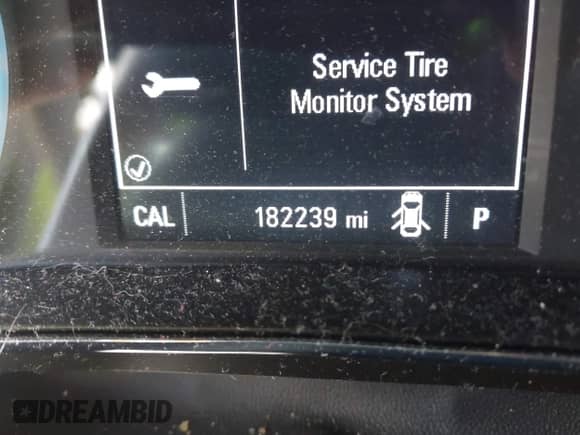 Service Tire
Monitor System
CAL 182239 mi P
DREAMBID